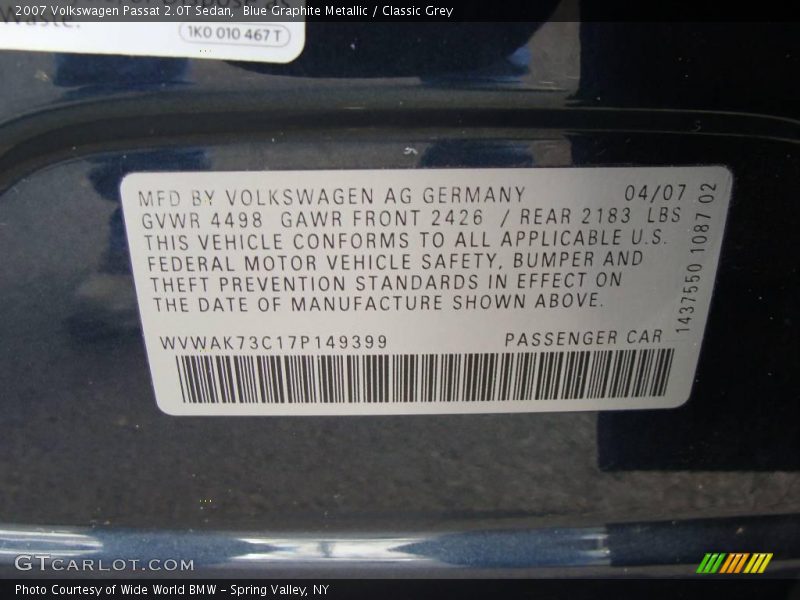 2007 Volkswagen Passat 2.0T Sedan,  Blue Graphite Metallic / Classic Grey
waste.
1K0 010 467 T
MFD BY VOLKSWAGEN AG GERMANY 04/07
GVWR 4498 GAWR FRONT 2426 / REAR 2183 LBS
THIS VEHICLE CONFORMS TO ALL APPLICABLE U.S.
FEDERAL MOTOR VEHICLE SAFETY, BUMPER AND
THEFT PREVENTION STANDARDS IN EFFECT ON
THE DATE OF MANUFACTURE SHOWN ABOVE.
1437550 1087 02
WVWAK73C17P149399 PASSENGER CAR
GTCARLOT.COM
Photo Courtesy of Wide World BMW - Spring Valley, NY